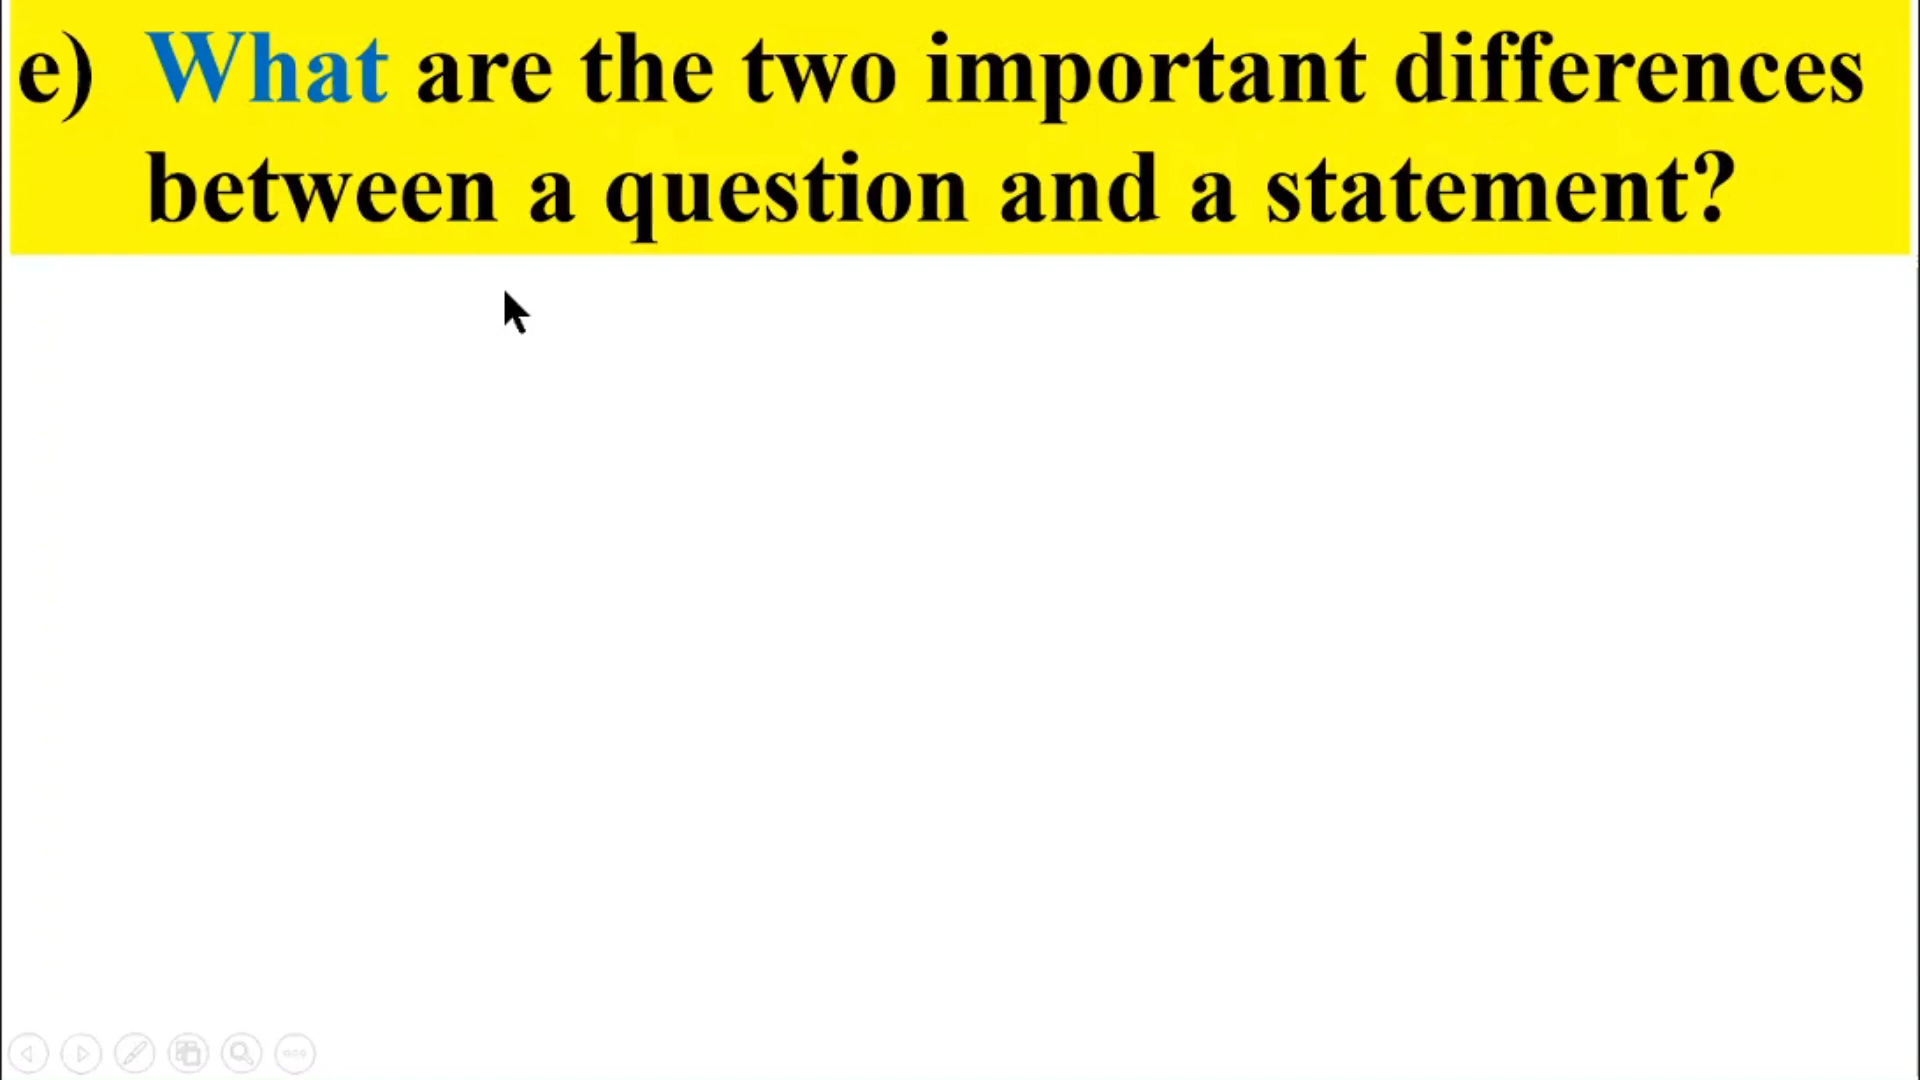 e) What are the two important differences
between a question and a statement?